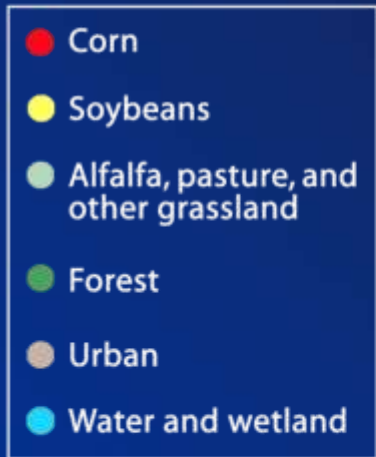 Corn
Soybeans
Alfalfa, pasture, and
other grassland
Forest
Urban
Water and wetland